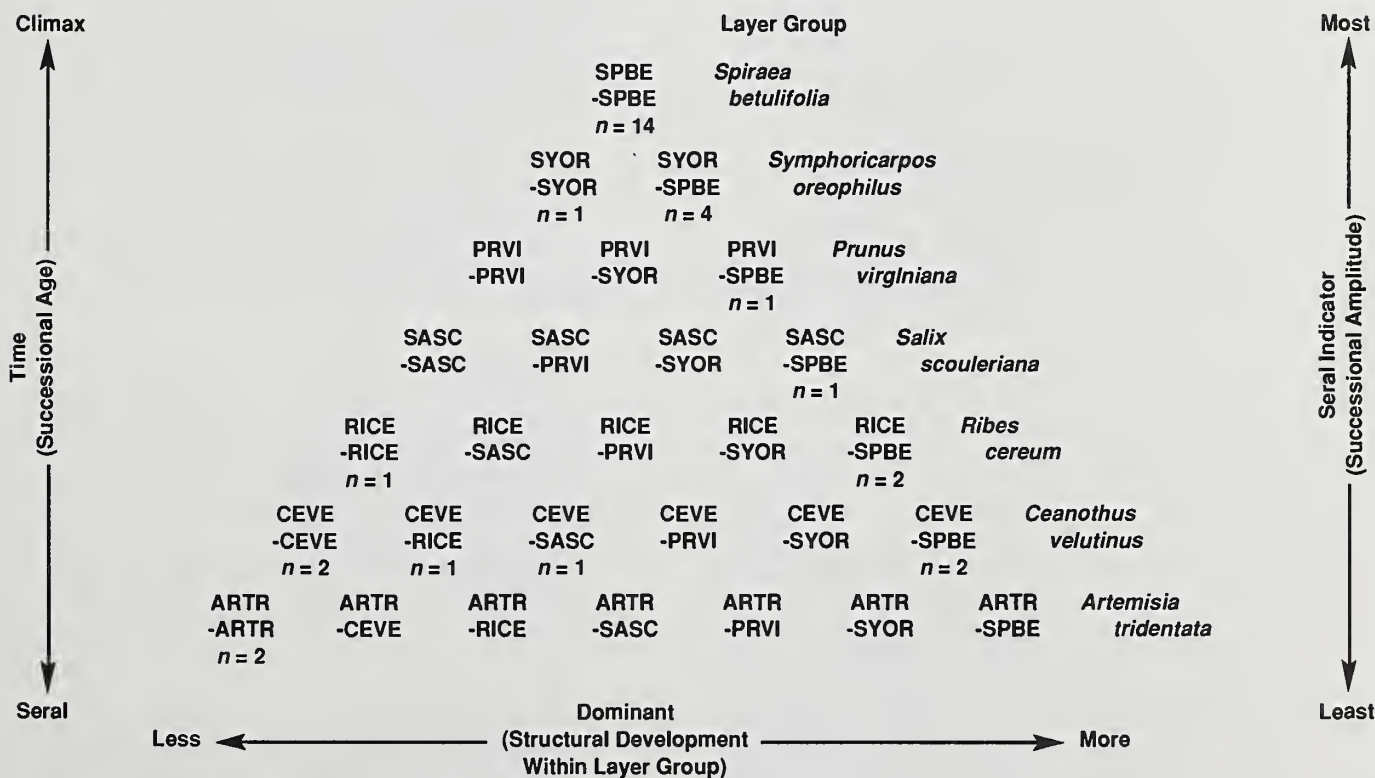 Climax
Layer Group
Most
SPBE Spiraea
-SPBE betulifolia
n = 14
SYOR SYOR Symphoricarpos
-SYOR -SPBE oreophilus
n = 1 n = 4
PRVI PRVI PRVI Prunus
-PRVI -SYOR -SPBE virginiana
n = 1
SASC SASC SASC SASC Salix
-SASC -PRVI -SYOR -SPBE scouleriana
n = 1
RICE RICE RICE RICE RICE Ribes
-RICE -SASC -PRVI -SYOR -SPBE cereum
n = 1 n = 2
CEVE CEVE CEVE CEVE CEVE CEVE Ceanothus
-CEVE -RICE -SASC -PRVI -SYOR -SPBE velutinus
n = 2 n = 1 n = 1 n = 2
ARTR ARTR ARTR ARTR ARTR ARTR ARTR Artemisia
-ARTR -CEVE -RICE -SASC -PRVI -SYOR -SPBE tridentata
n = 2
Time
(Successional Age)
Seral Indicator
(Successional Amplitude)
Seral
Least
Dominant
Less (Structural Development More
Within Layer Group)